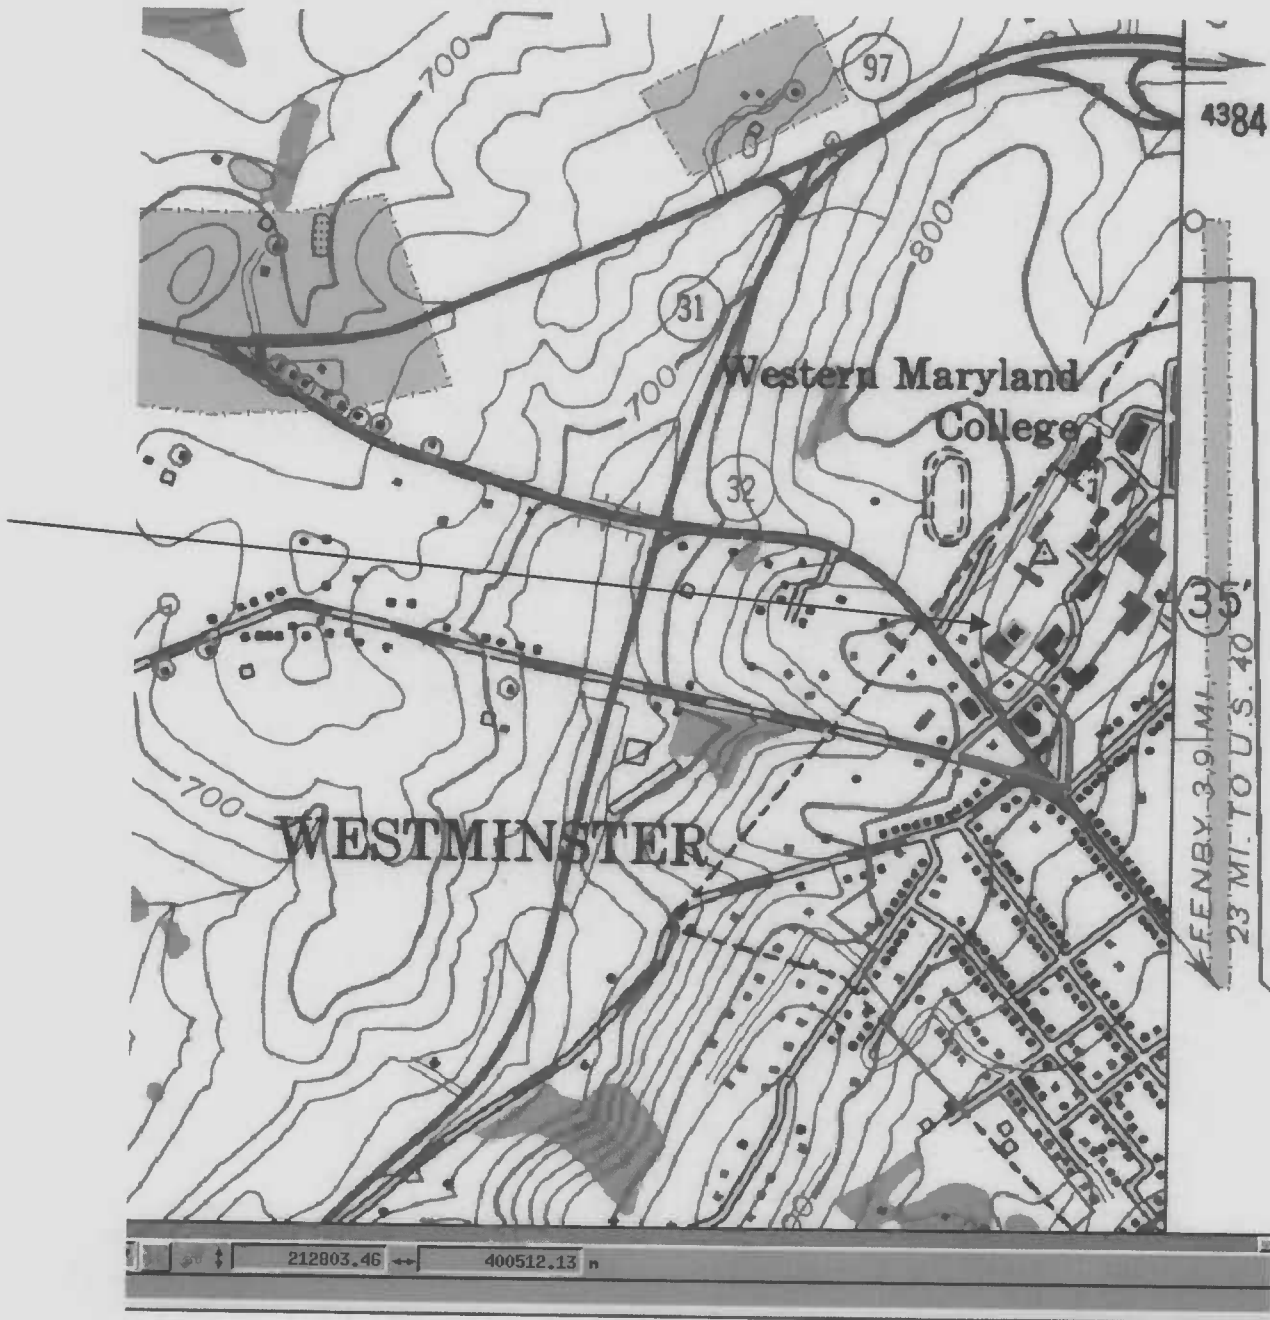 700
97
4384
800
31
700
Western Maryland
College
32
35'
FENBY 3.9 MI.
23 MI. TO U.S. 40
700
WESTMINSTER
212803.46
400512.13 m